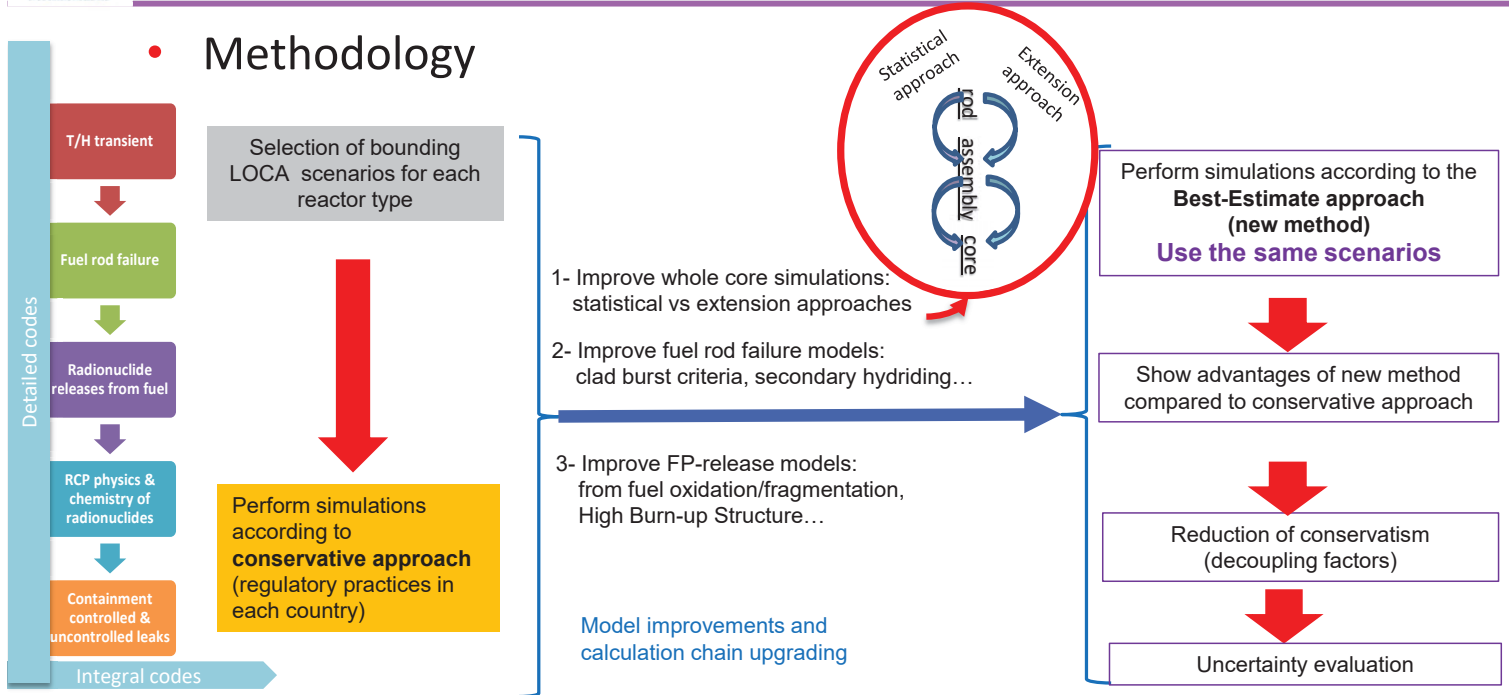 • Methodology
Detailed codes
T/H transient
Fuel rod failure
Radionuclide
releases from fuel
RCP physics &
chemistry of
radionuclides
Containment
controlled &
uncontrolled leaks
Integral codes
Selection of bounding
LOCA scenarios for each
reactor type
Perform simulations
according to
conservative approach
(regulatory practices in
each country)
Statistical
approach
Extension
approach
rod assembly core
1- Improve whole core simulations:
statistical vs extension approaches
2- Improve fuel rod failure models:
clad burst criteria, secondary hydriding…
3- Improve FP-release models:
from fuel oxidation/fragmentation,
High Burn-up Structure…
Model improvements and
calculation chain upgrading
Perform simulations according to the
Best-Estimate approach
(new method)
Use the same scenarios
Show advantages of new method
compared to conservative approach
Reduction of conservatism
(decoupling factors)
Uncertainty evaluation